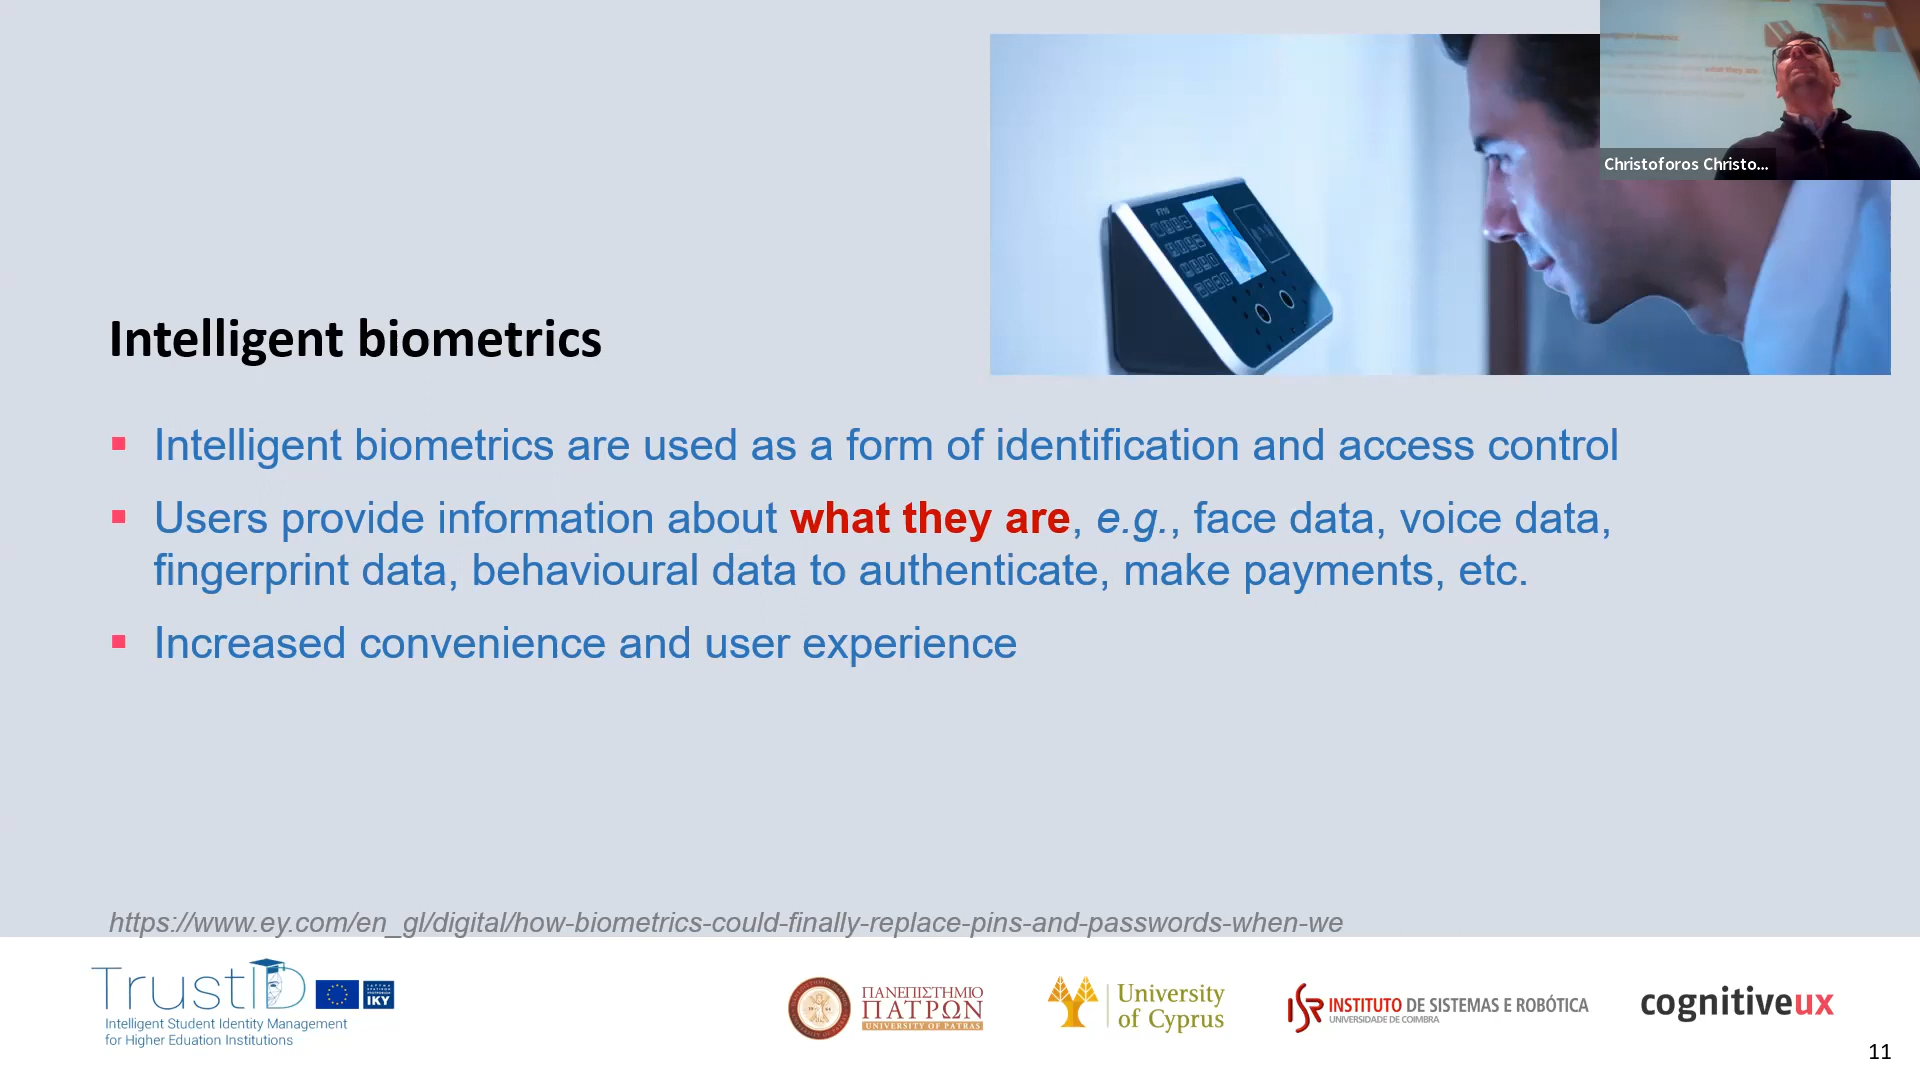 Christoforos Christo...
Intelligent biometrics
Intelligent biometrics are used as a form of identification and access control
Users provide information about what they are, e.g., face data, voice data,
fingerprint data, behavioural data to authenticate, make payments, etc.
Increased convenience and user experience
https://www.ey.com/en_gl/digital/how-biometrics-could-finally-replace-pins-and-passwords-when-we
TrustID
IKY
Intelligent Student Identity Management
for Higher Eduation Institutions
ΠΑΝΕΠΙΣΤΗΜΙΟ
ΠΑΤΡΩΝ
UNIVERSITY OF PATRAS
University
of Cyprus
ISR INSTITUTO DE SISTEMAS E ROBÓTICA
UNIVERSIDADE DE COIMBRA
cognitiveux
11